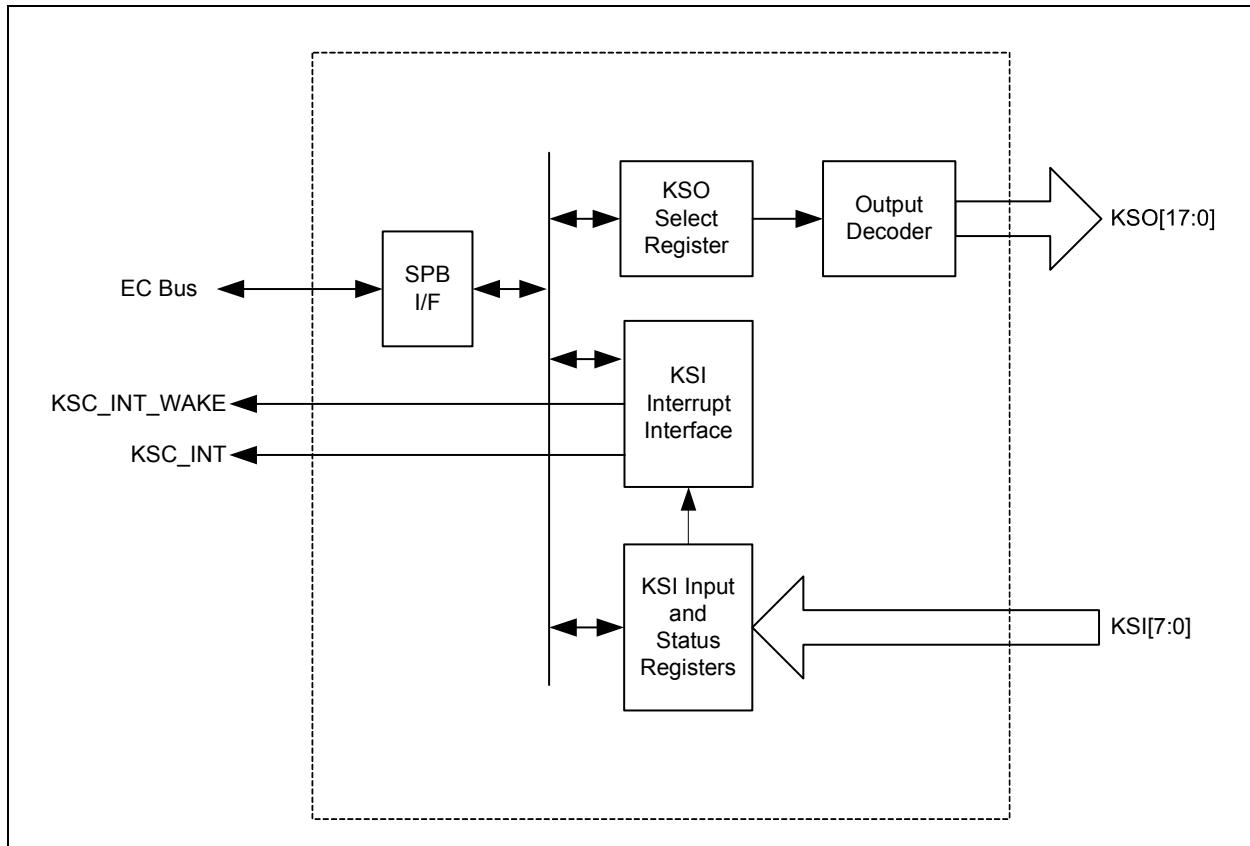 KSO
Select
Register
Output
Decoder
KSO[17:0]
EC Bus
SPB
I/F
KSI
Interrupt
Interface
KSC_INT_WAKE
KSC_INT
KSI Input
and
Status
Registers
KSI[7:0]